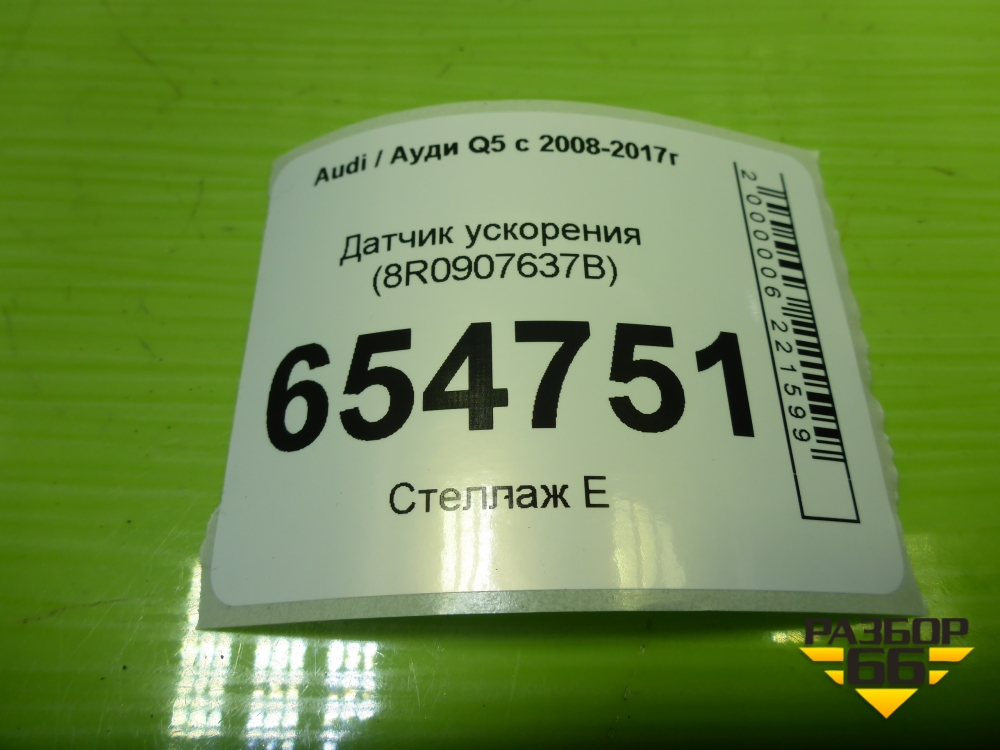 Audi / Ауди Q5 с 2008-2017г
Датчик ускорения
(8R0907637B)
654751
Стеллаж Е
2000006221599
РАЗБОР
66